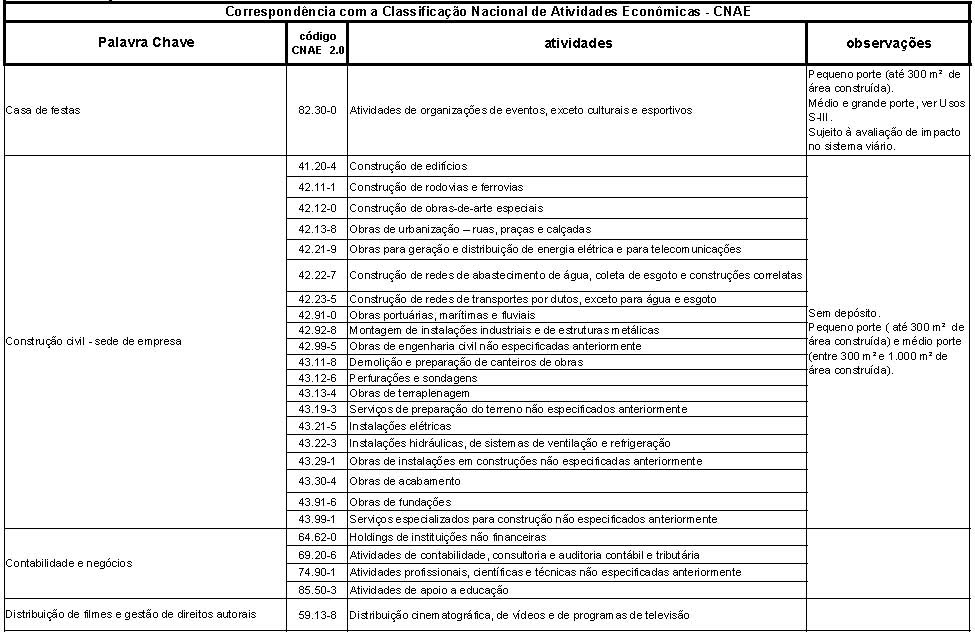 Correspondência com a Classificação Nacional de Atividades Econômicas - CNAE
Palavra Chave
código
CNAE 2.0
atividades
observações
Casa de festas
82.30-0
Atividades de organizações de eventos, exceto culturais e esportivos
Pequeno porte (até 300 m² de
área construída).
Médio e grande porte, ver Usos
S-III.
Sujeito à avaliação de impacto
no sistema viário.
Construção civil - sede de empresa
41.20-4 Construção de edifícios
42.11-1 Construção de rodovias e ferrovias
42.12-0 Construção de obras-de-arte especiais
42.13-8 Obras de urbanização – ruas, praças e calçadas
42.21-9 Obras para geração e distribuição de energia elétrica e para telecomunicações
42.22-7 Construção de redes de abastecimento de água, coleta de esgoto e construções correlatas
42.23-5 Construção de redes de transportes por dutos, exceto para água e esgoto
42.91-0 Obras portuárias, marítimas e fluviais
42.92-8 Montagem de instalações industriais e de estruturas metálicas
42.99-5 Obras de engenharia civil não especificadas anteriormente
43.11-8 Demolição e preparação de canteiros de obras
43.12-6 Perfurações e sondagens
43.13-4 Obras de terraplenagem
43.19-3 Serviços de preparação do terreno não especificados anteriormente
43.21-5 Instalações elétricas
43.22-3 Instalações hidráulicas, de sistemas de ventilação e refrigeração
43.29-1 Obras de instalações em construções não especificadas anteriormente
43.30-4 Obras de acabamento
43.91-6 Obras de fundações
43.99-1 Serviços especializados para construção não especificados anteriormente
Sem depósito.
Pequeno porte ( até 300 m² de
área construída) e médio porte
(entre 300 m² e 1.000 m² de
área construída).
Contabilidade e negócios
64.62-0 Holdings de instituições não financeiras
69.20-6 Atividades de contabilidade, consultoria e auditoria contábil e tributária
74.90-1 Atividades profissionais, científicas e técnicas não especificadas anteriormente
85.50-3 Atividades de apoio a educação
Distribuição de filmes e gestão de direitos autorais
59.13-8 Distribuição cinematográfica, de vídeos e de programas de televisão